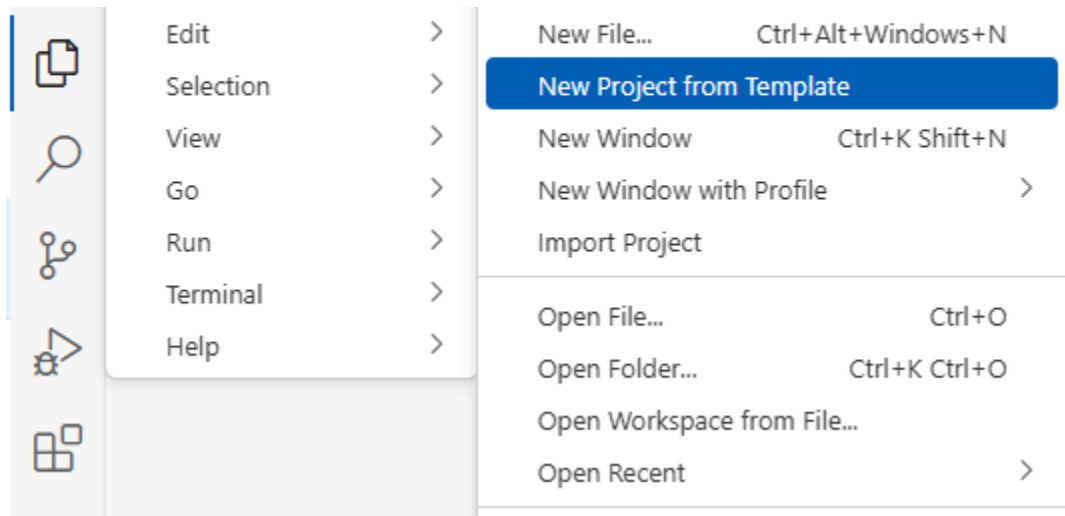 Edit
Selection
View
Go
Run
Terminal
Help
New File... Ctrl+Alt+Windows+N
New Project from Template
New Window Ctrl+K Shift+N
New Window with Profile
Import Project
Open File... Ctrl+O
Open Folder... Ctrl+K Ctrl+O
Open Workspace from File...
Open Recent